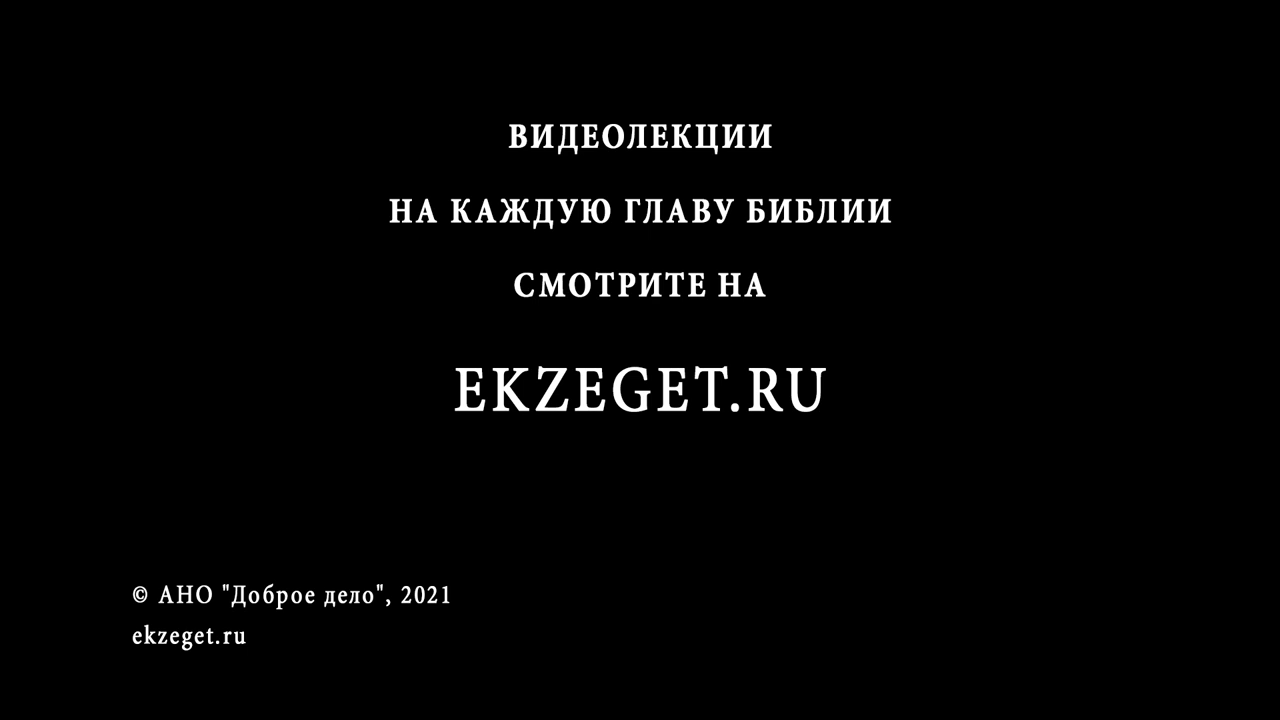 ВИДЕОЛЕКЦИИ
НА КАЖДУЮ ГЛАВУ БИБЛИИ
СМОТРИТЕ НА
EKZEGET.RU
© АНО "Доброе дело", 2021
ekzeget.ru